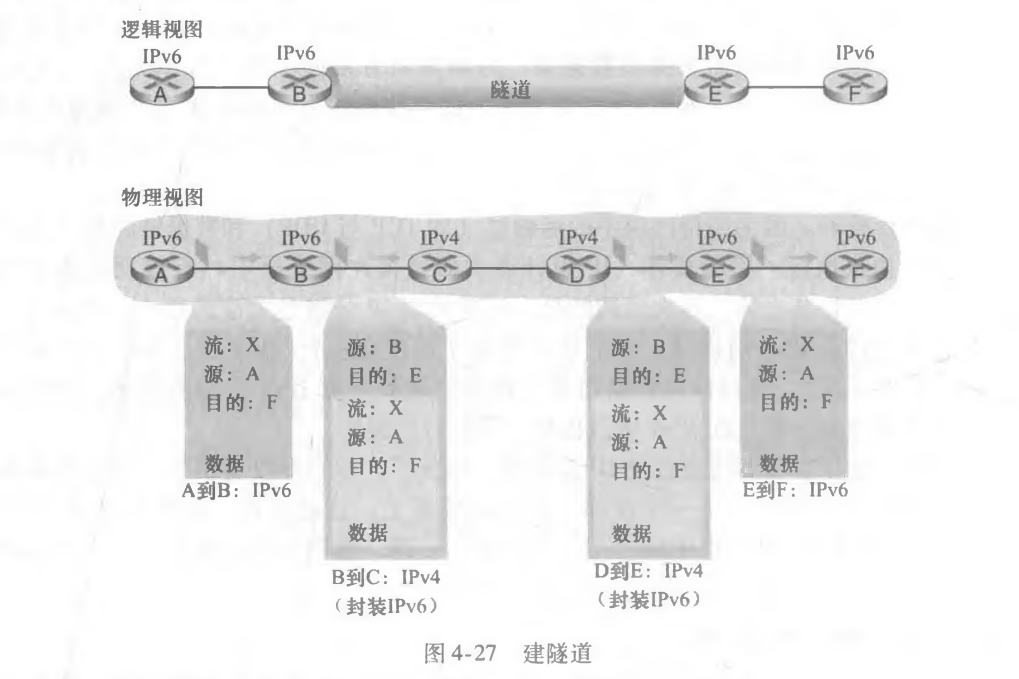 逻辑视图
IPv6 IPv6 IPv6 IPv6
A B 隧道 E F
物理视图
IPv6 IPv6 IPv4 IPv4 IPv6 IPv6
A B C D E F
流：X
源：A
目的：F
数据
A到B：IPv6
源：B
目的：E
流：X
源：A
目的：F
数据
B到C：IPv4
（封装IPv6）
源：B
目的：E
流：X
源：A
目的：F
数据
D到E：IPv4
（封装IPv6）
流：X
源：A
目的：F
数据
E到F：IPv6
图 4-27 建隧道